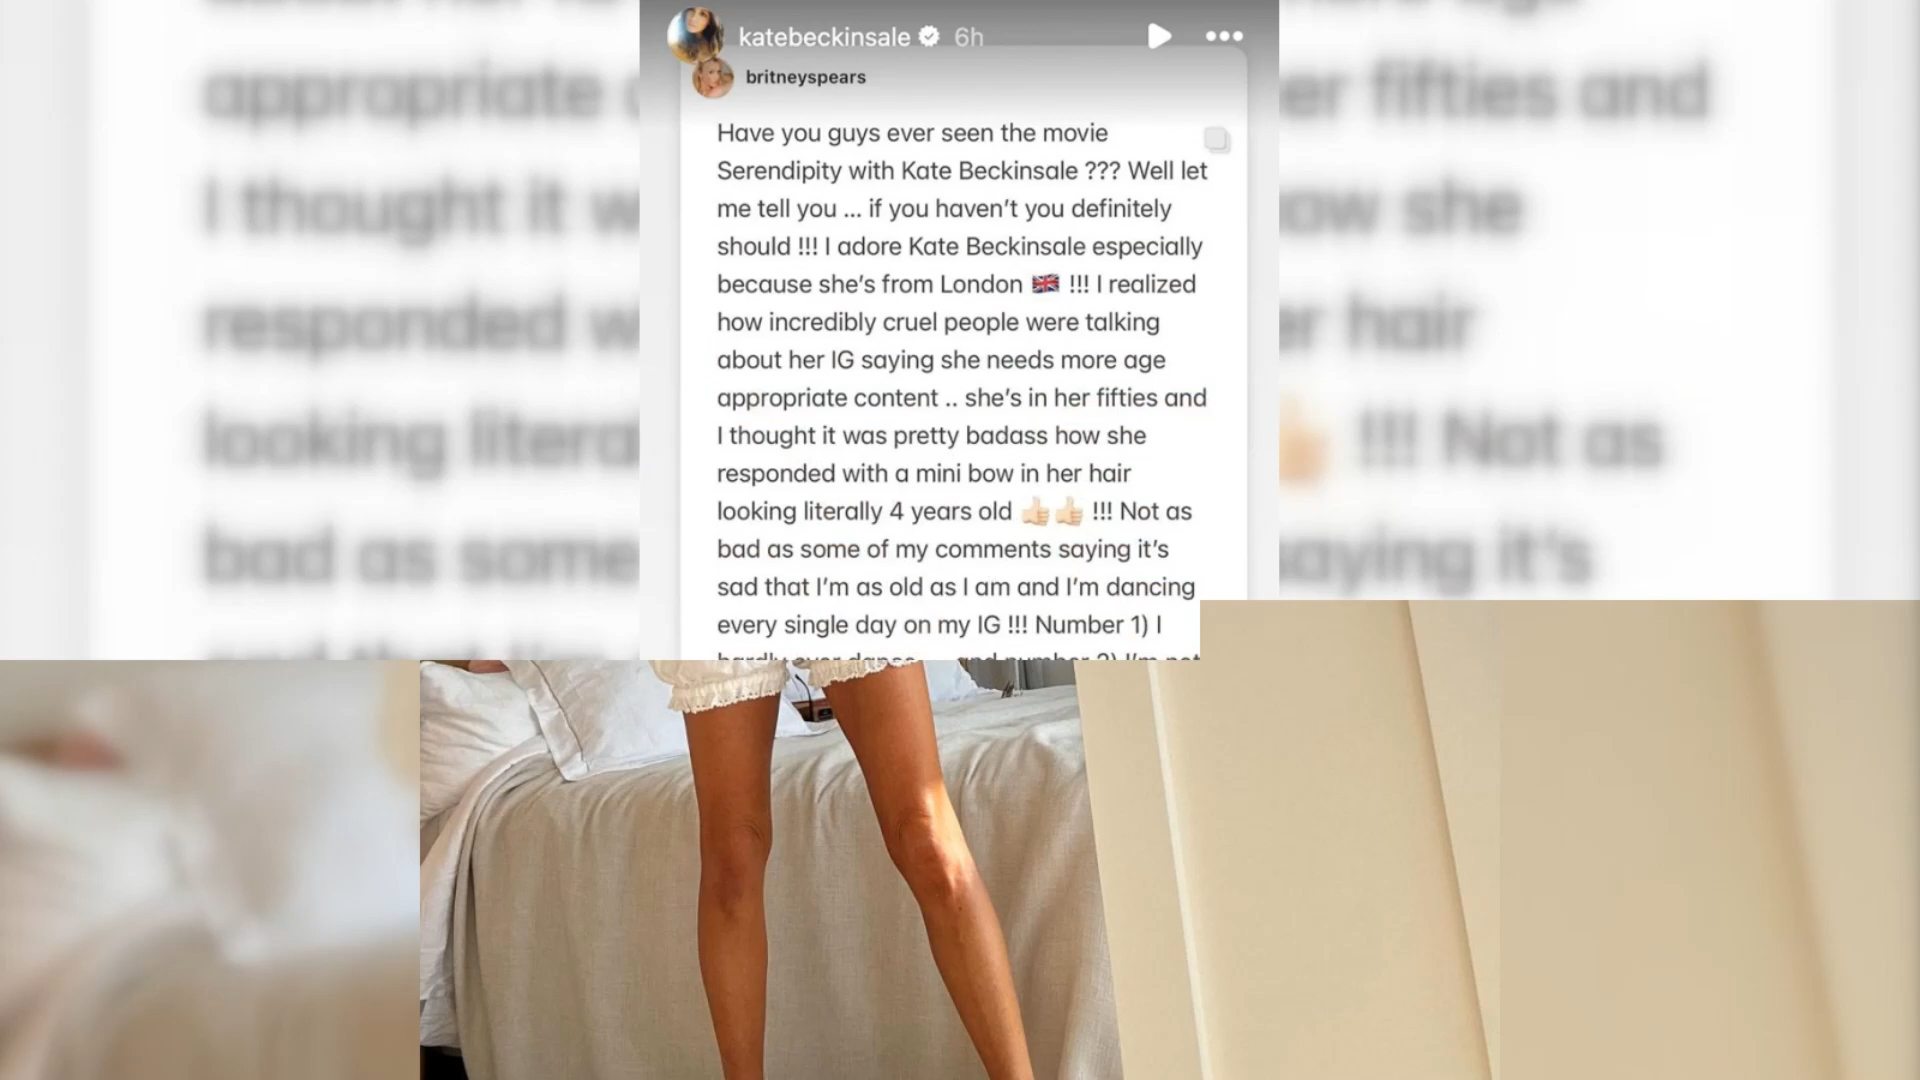 katebeckinsale 6h
britneyspears
Have you guys ever seen the movie
Serendipity with Kate Beckinsale ??? Well let
me tell you ... if you haven’t you definitely
should !!! I adore Kate Beckinsale especially
because she’s from London 🇬🇧 !!! I realized
how incredibly cruel people were talking
about her IG saying she needs more age
appropriate content .. she’s in her fifties and
I thought it was pretty badass how she
responded with a mini bow in her hair
looking literally 4 years old 👍🏻👍🏻 !!! Not as
bad as some of my comments saying it’s
sad that I’m as old as I am and I’m dancing
every single day on my IG !!! Number 1) I